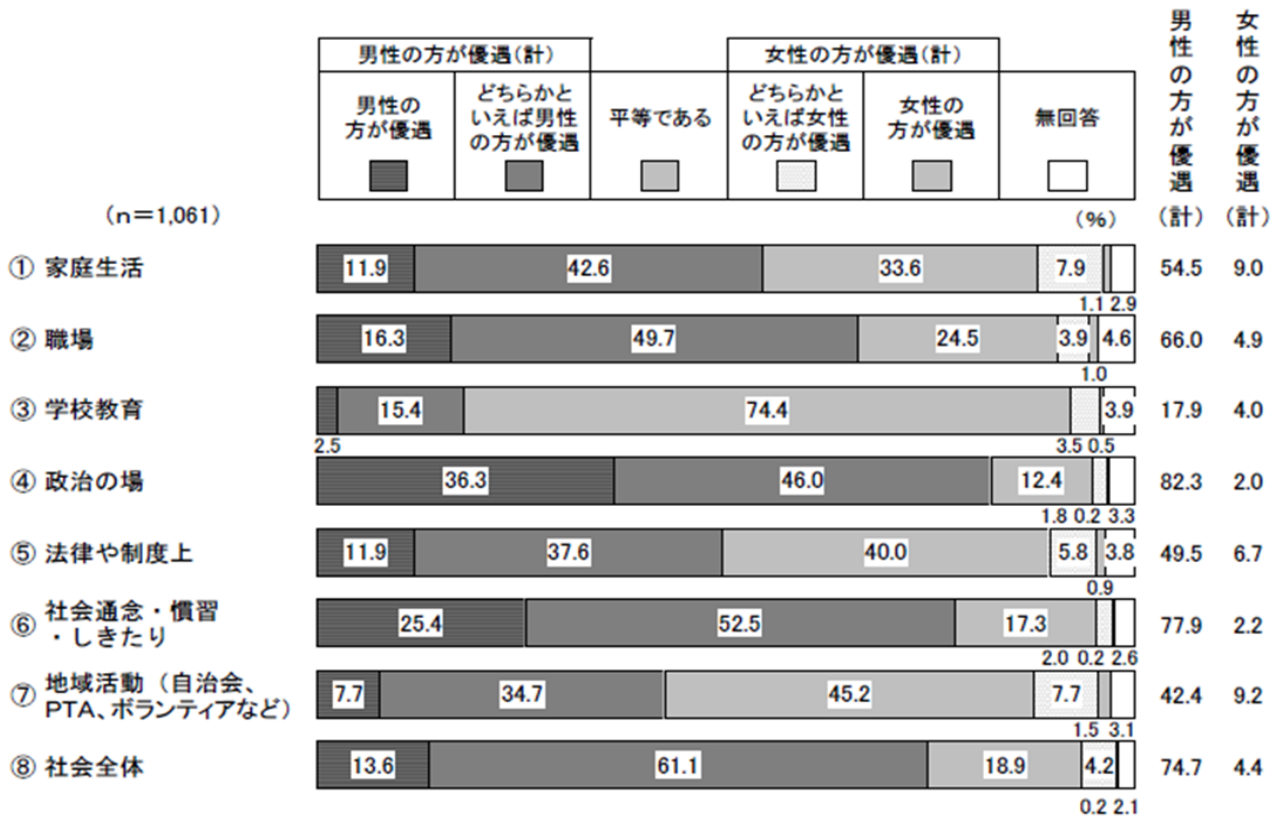 男性の方が優遇(計)
女性の方が優遇(計)
男性の
方が優遇
どちらかと
いえば男性
の方が優遇
平等である
どちらかと
いえば女性
の方が優遇
女性の
方が優遇
無回答
男性の方が優遇
(計)
女性の方が優遇
(計)
(n=1,061)
(%)
① 家庭生活 11.9 42.6 33.6 7.9 54.5 9.0
1.1 2.9
② 職場 16.3 49.7 24.5 3.9 4.6 66.0 4.9
1.0
③ 学校教育 15.4 74.4 3.9 17.9 4.0
2.5 3.5 0.5
④ 政治の場 36.3 46.0 12.4 82.3 2.0
1.8 0.2 3.3
⑤ 法律や制度上 11.9 37.6 40.0 5.8 3.8 49.5 6.7
0.9
⑥ 社会通念・慣習
・しきたり
25.4 52.5 17.3 77.9 2.2
2.0 0.2 2.6
⑦ 地域活動(自治会、
PTA、ボランティアなど)
7.7 34.7 45.2 7.7 42.4 9.2
1.5 3.1
⑧ 社会全体 13.6 61.1 18.9 4.2 74.7 4.4
0.2 2.1